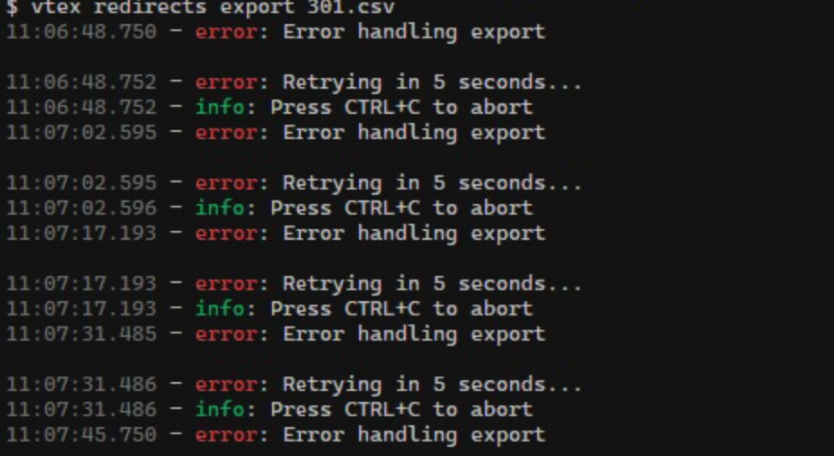 $ vtex redirects export 301.csv
11:06:48.750 - error: Error handling export
11:06:48.752 - error: Retrying in 5 seconds...
11:06:48.752 - info: Press CTRL+C to abort
11:07:02.595 - error: Error handling export
11:07:02.595 - error: Retrying in 5 seconds...
11:07:02.596 - info: Press CTRL+C to abort
11:07:17.193 - error: Error handling export
11:07:17.193 - error: Retrying in 5 seconds...
11:07:17.193 - info: Press CTRL+C to abort
11:07:31.485 - error: Error handling export
11:07:31.486 - error: Retrying in 5 seconds...
11:07:31.486 - info: Press CTRL+C to abort
11:07:45.750 - error: Error handling export